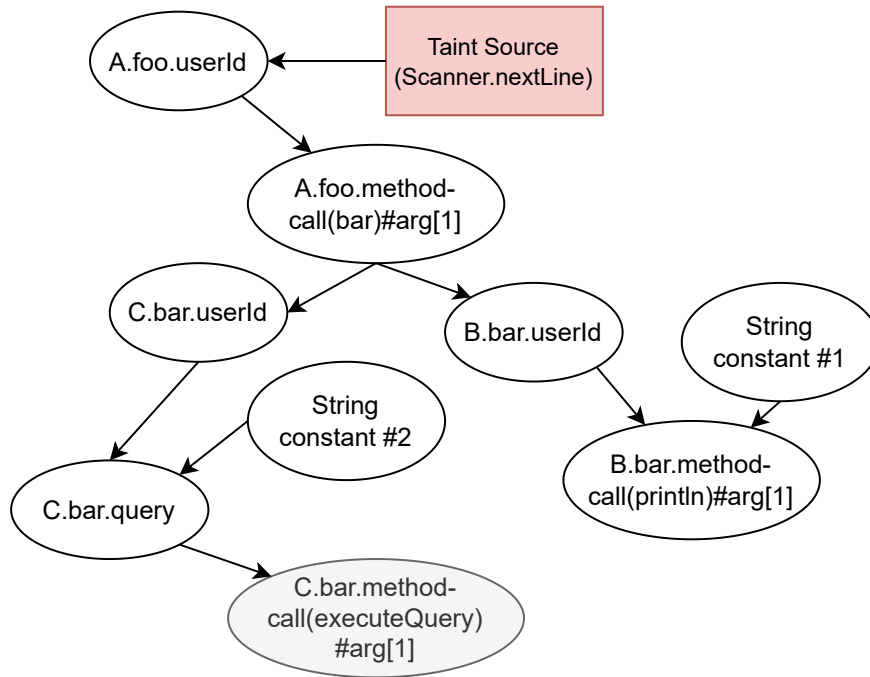 A.foo.userId
Taint Source
(Scanner.nextLine)
A.foo.method-
call(bar)#arg[1]
C.bar.userId
B.bar.userId
String
constant #1
String
constant #2
B.bar.method-
call(println)#arg[1]
C.bar.query
C.bar.method-
call(executeQuery)
#arg[1]